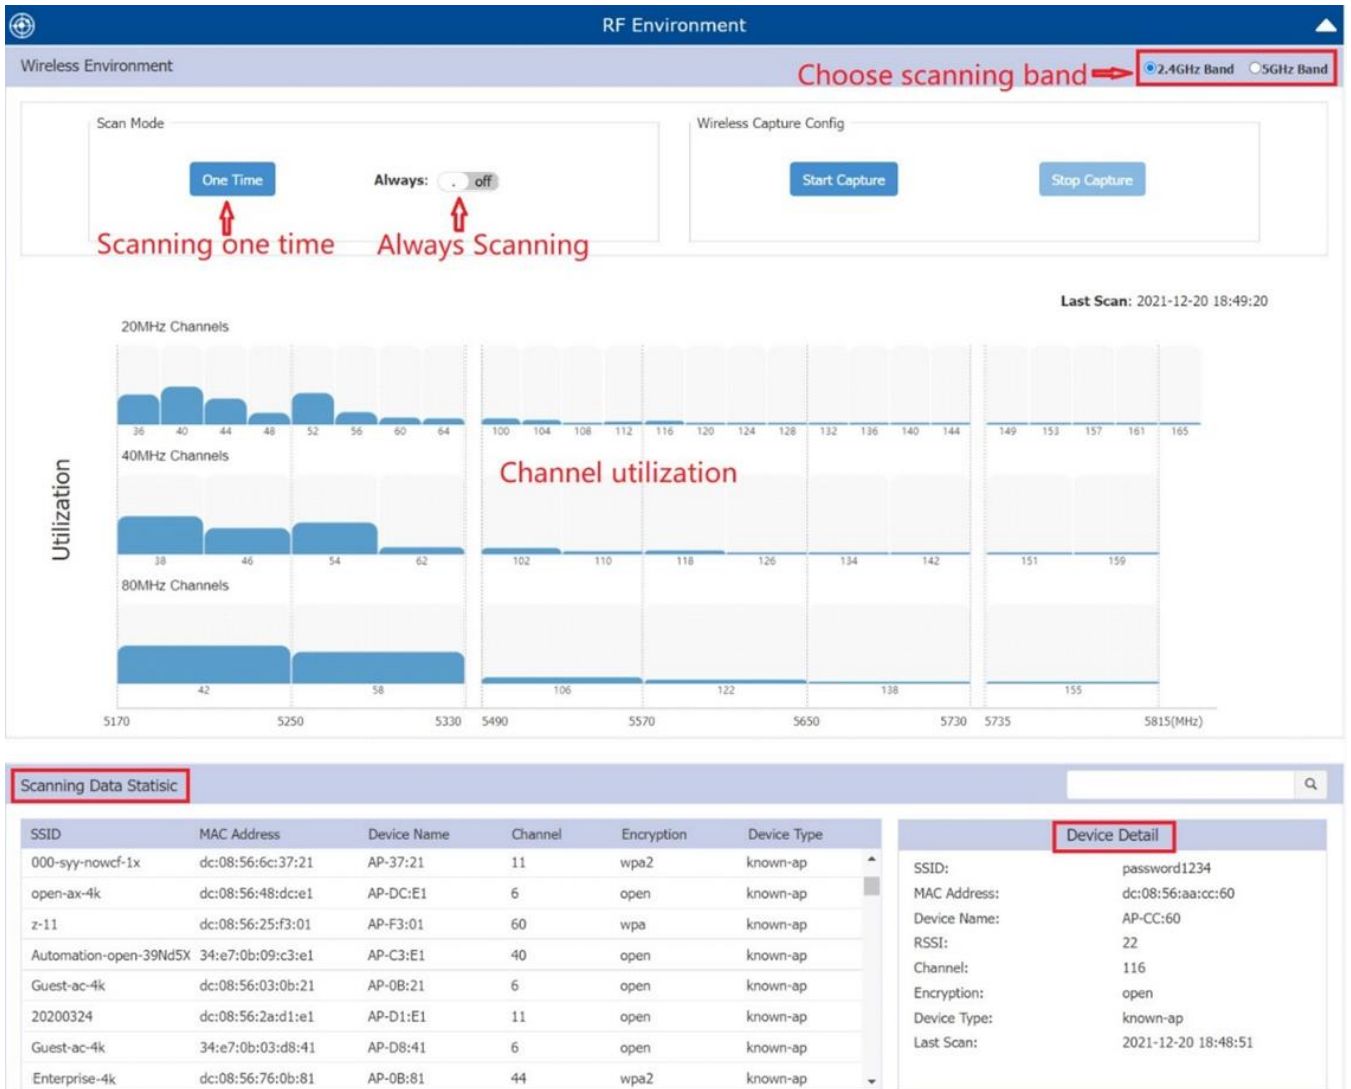 RF Environment
Wireless Environment
Choose scanning band
2.4GHz Band 5GHz Band
Scan Mode
Wireless Capture Config
One Time
Always: off
Start Capture
Stop Capture
Scanning one time
Always Scanning
Last Scan: 2021-12-20 18:49:20
Utilization
20MHz Channels
36 40 44 48 52 56 60 64 100 104 108 112 116 120 124 128 132 136 140 144 149 153 157 161 165
40MHz Channels
Channel utilization
38 46 54 62 102 110 118 126 134 142 151 159
80MHz Channels
42 58 106 122 138 155
5170 5250 5330 5490 5570 5650 5730 5735 5815(MHz)
Scanning Data Statisic
SSID MAC Address Device Name Channel Encryption Device Type
000-syy-nowcf-1x dc:08:56:6c:37:21 AP-37:21 11 wpa2 known-ap
open-ax-4k dc:08:56:48:dc:e1 AP-DC:E1 6 open known-ap
z-11 dc:08:56:25:f3:01 AP-F3:01 60 wpa known-ap
Automation-open-39Nd5X 34:e7:0b:09:c3:e1 AP-C3:E1 40 open known-ap
Guest-ac-4k dc:08:56:03:0b:21 AP-0B:21 6 open known-ap
20200324 dc:08:56:2a:d1:e1 AP-D1:E1 11 open known-ap
Guest-ac-4k 34:e7:0b:03:d8:41 AP-D8:41 6 open known-ap
Enterprise-4k dc:08:56:76:0b:81 AP-0B:81 44 wpa2 known-ap
Device Detail
SSID: password1234
MAC Address: dc:08:56:aa:cc:60
Device Name: AP-CC:60
RSSI: 22
Channel: 116
Encryption: open
Device Type: known-ap
Last Scan: 2021-12-20 18:48:51